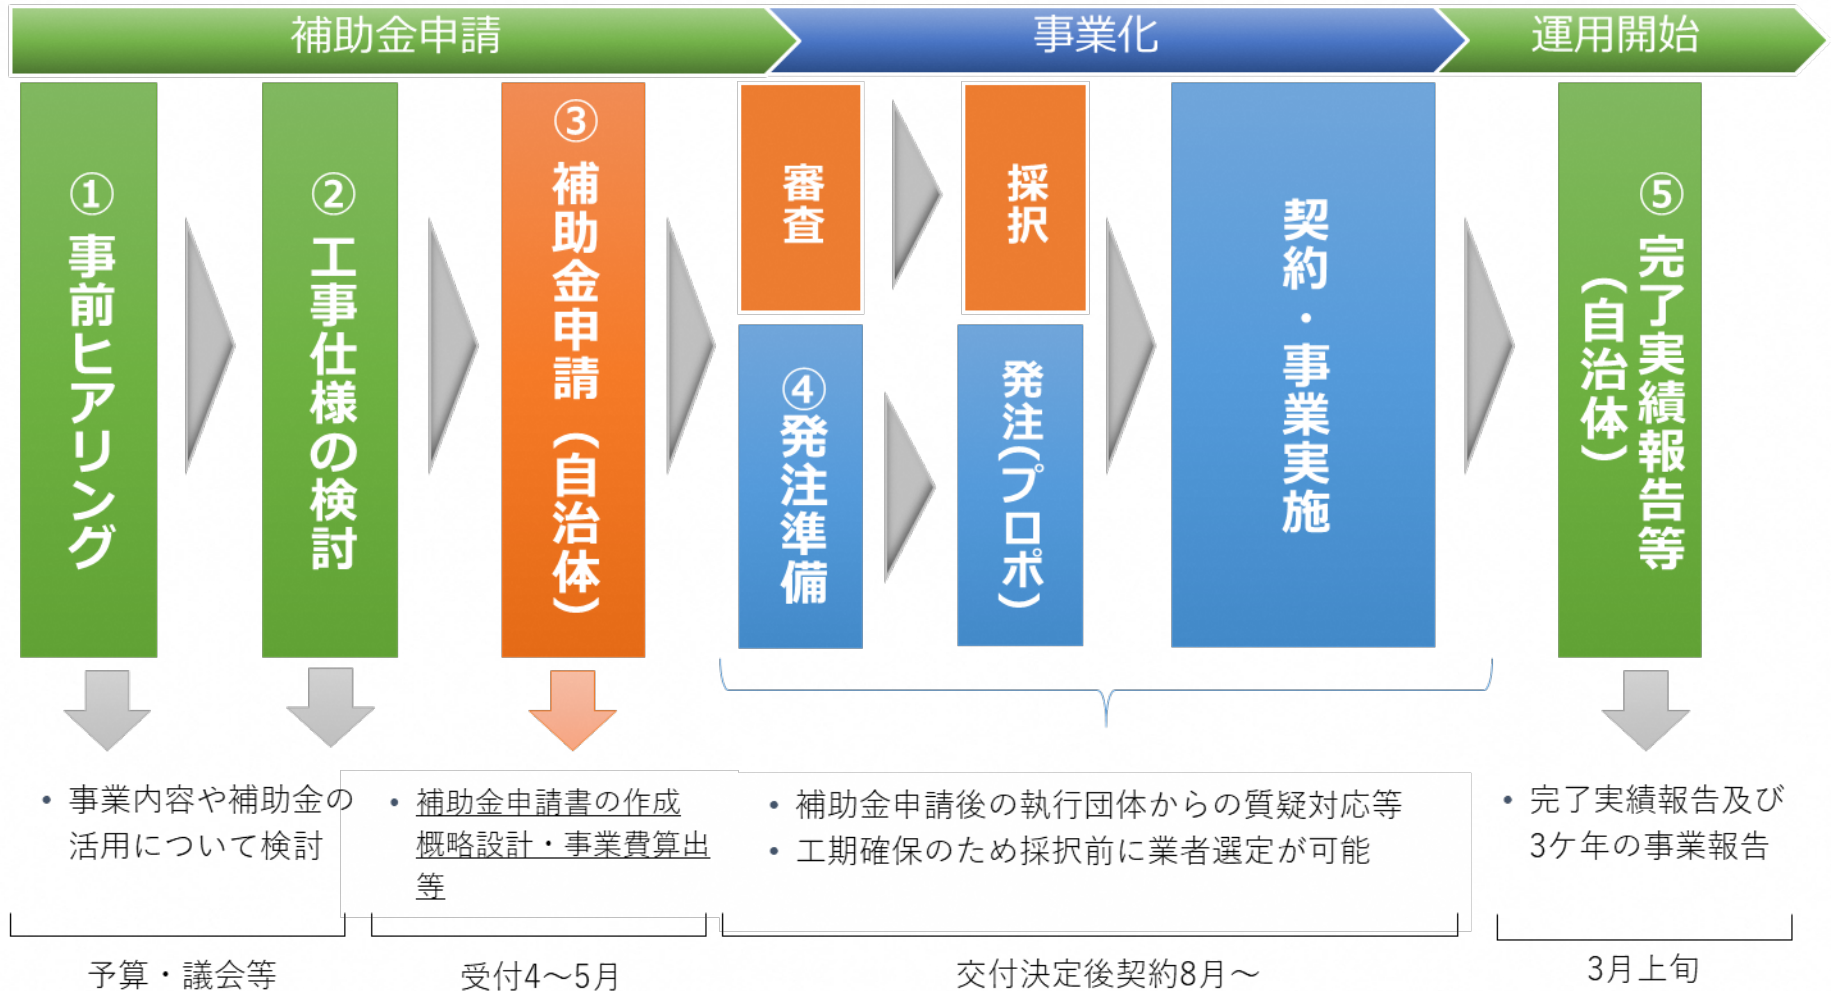 補助金申請
事業化
運用開始
①事前ヒアリング
②工事仕様の検討
③補助金申請（自治体）
審査
採択
④発注準備
発注(プロポ)
契約・事業実施
⑤完了実績報告等
（自治体）
• 事業内容や補助金の
活用について検討
• 補助金申請書の作成
概略設計・事業費算出
等
• 補助金申請後の執行団体からの質疑対応等
• 工期確保のため採択前に業者選定が可能
• 完了実績報告及び
3ケ年の事業報告
予算・議会等
受付4～5月
交付決定後契約8月～
3月上旬